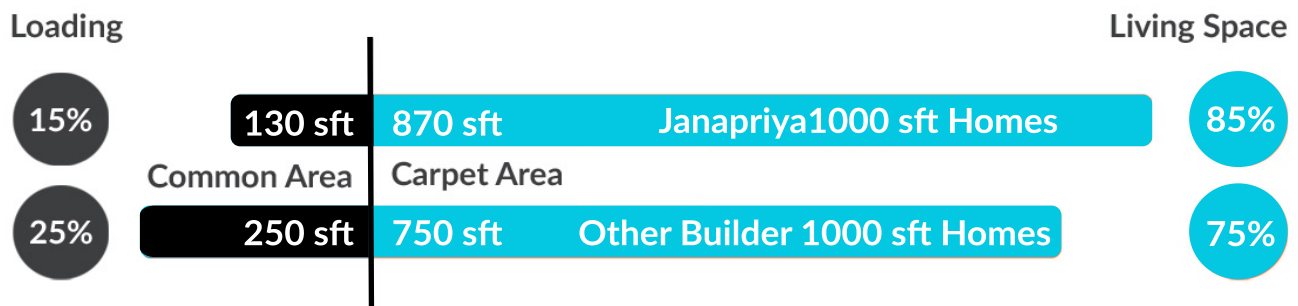 Loading Living Space
15% 130 sft 870 sft Janapriya1000 sft Homes 85%
Common Area Carpet Area
25% 250 sft 750 sft Other Builder 1000 sft Homes 75%